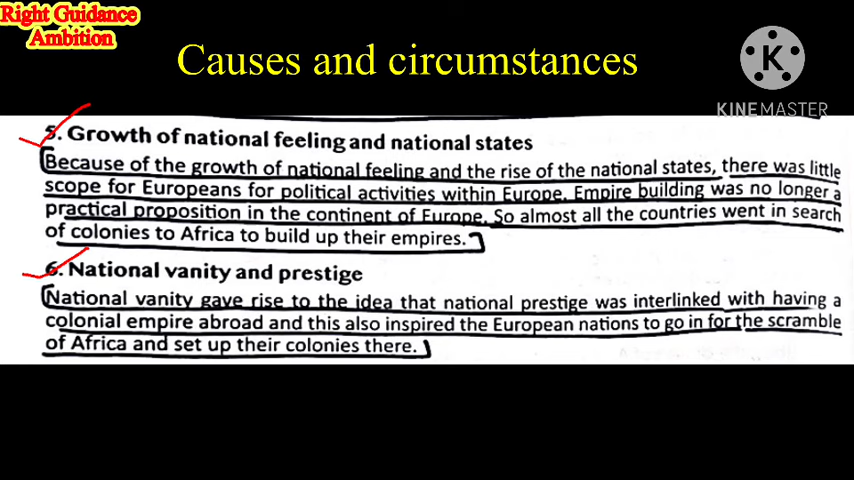 Right Guidance
Ambition
Causes and circumstances
K
KINEMASTER
5. Growth of national feeling and national states
Because of the growth of national feeling and the rise of the national states, there was little
scope for Europeans for political activities within Europe. Empire building was no longer a
practical proposition in the continent of Europe. So almost all the countries went in search
of colonies to Africa to build up their empires.
6. National vanity and prestige
National vanity gave rise to the idea that national prestige was interlinked with having a
colonial empire abroad and this also inspired the European nations to go in for the scramble
of Africa and set up their colonies there.